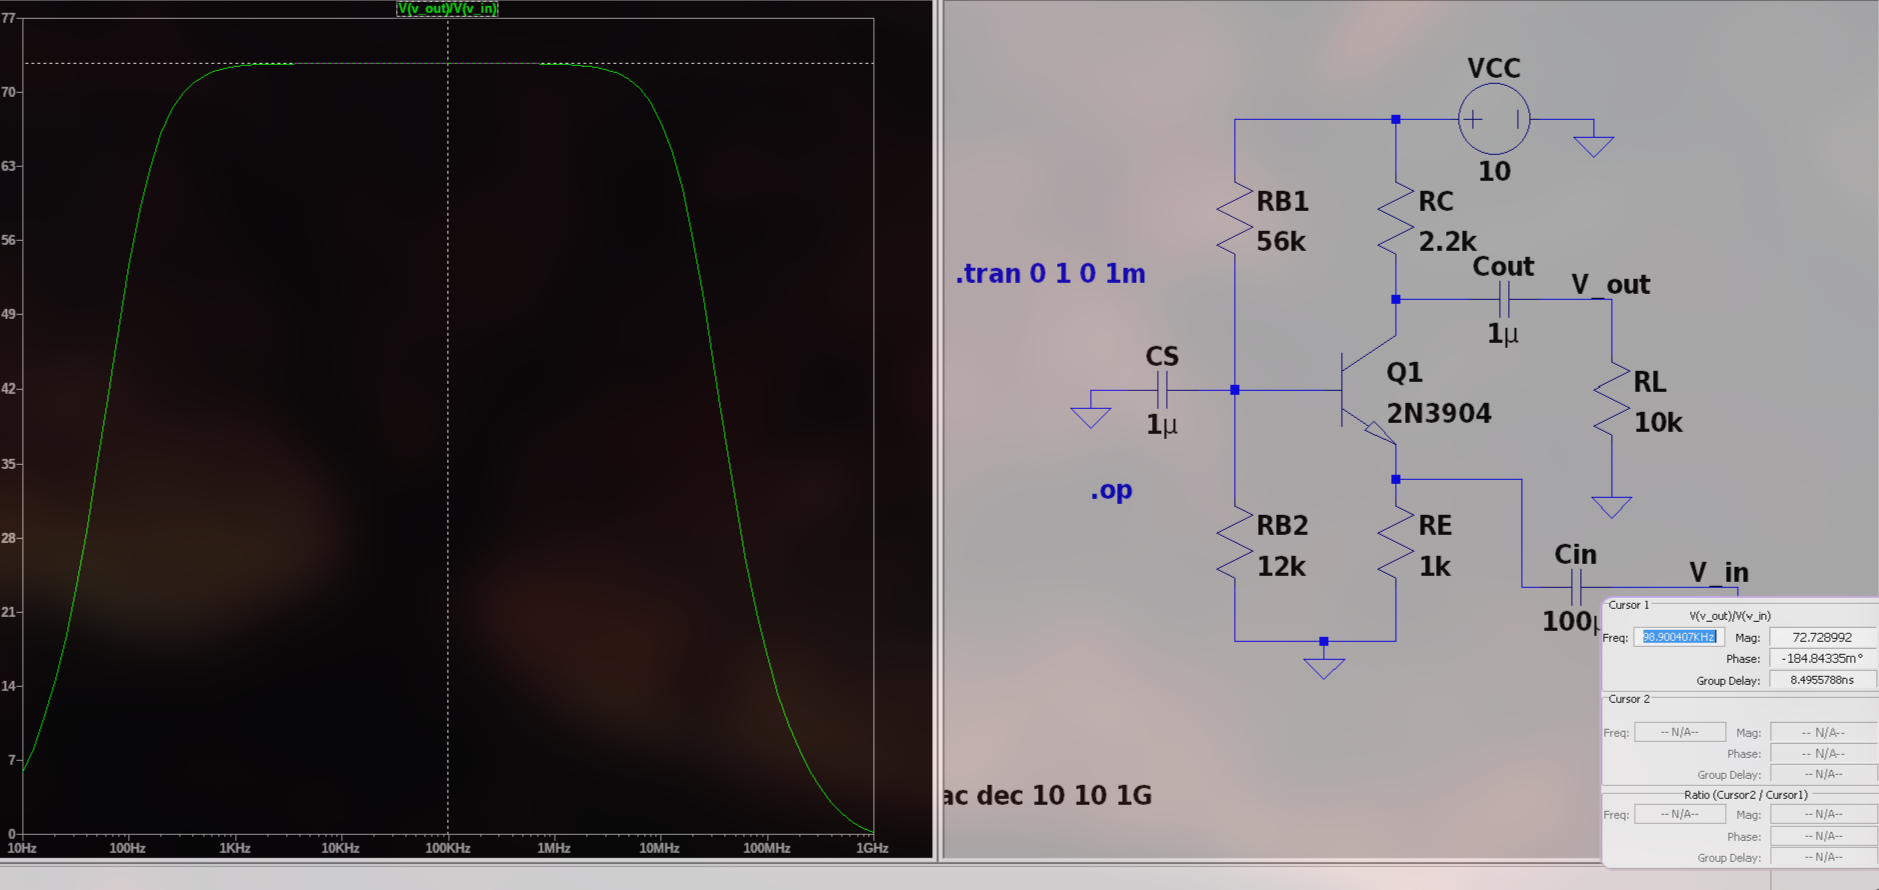 V(v_out)/V(v_in)
77
70
63
56
49
42
35
28
21
14
7
0
10Hz
100Hz
1KHz
10KHz
100KHz
1MHz
10MHz
100MHz
1GHz
VCC
10
RB1
56k
RC
2.2k
.tran 0 1 0 1m
Cout
1µ
V_out
CS
1µ
Q1
2N3904
RL
10k
.op
RB2
12k
RE
1k
Cin
100µ
V_in
ac dec 10 10 1G
Cursor 1
V(v_out)/V(v_in)
Freq: 98.900407KHz Mag: 72.728992
Phase: -184.84335m°
Group Delay: 8.4955788ns
Cursor 2
Freq: -- N/A-- Mag: -- N/A--
Phase: -- N/A--
Group Delay: -- N/A--
Ratio (Cursor2 / Cursor1)
Freq: -- N/A-- Mag: -- N/A--
Phase: -- N/A--
Group Delay: -- N/A--